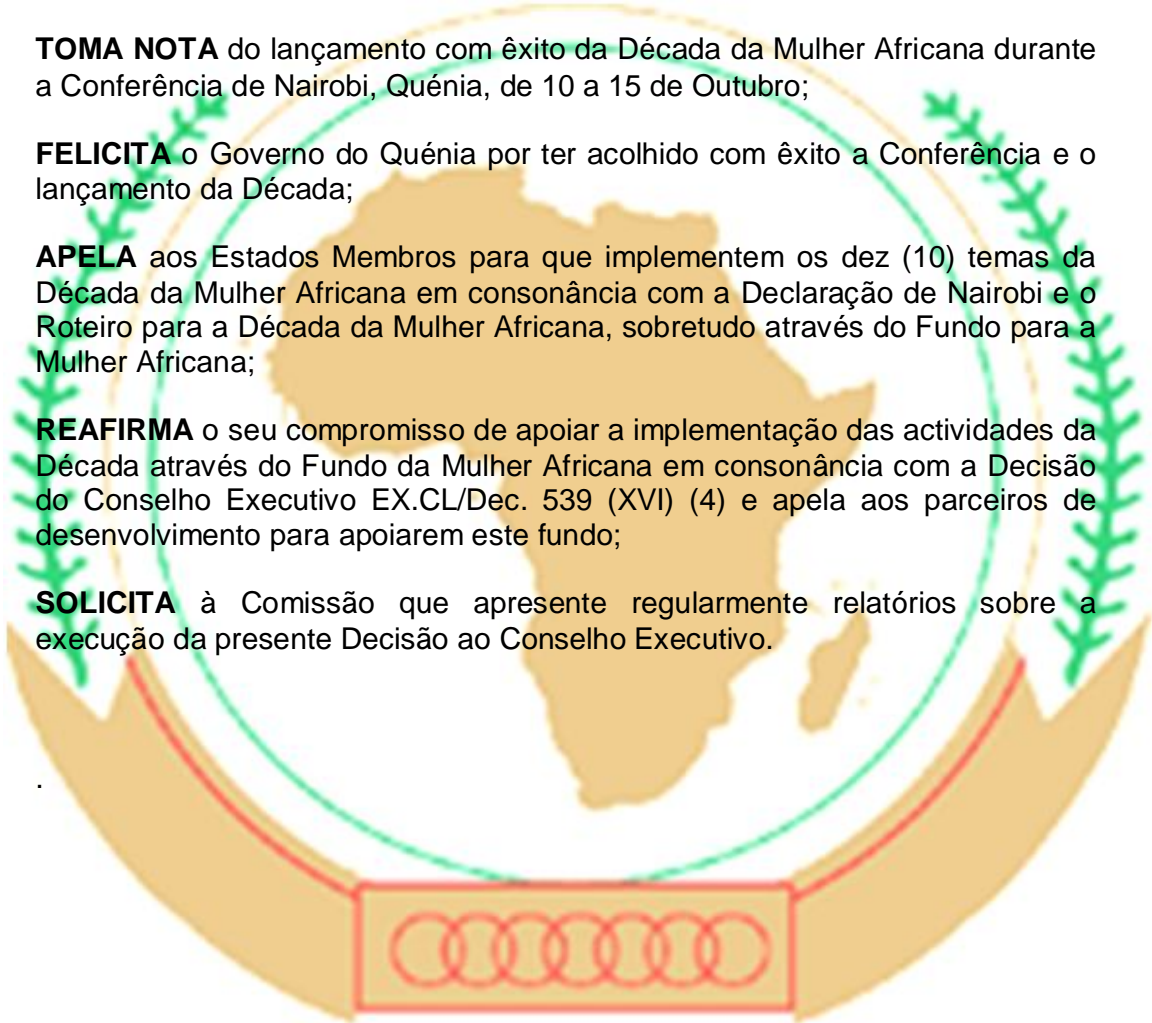 TOMA NOTA do lançamento com êxito da Década da Mulher Africana durante
a Conferência de Nairobi, Quénia, de 10 a 15 de Outubro;
FELICITA o Governo do Quénia por ter acolhido com êxito a Conferência e o
lançamento da Década;
APELA aos Estados Membros para que implementem os dez (10) temas da
Década da Mulher Africana em consonância com a Declaração de Nairobi e o
Roteiro para a Década da Mulher Africana, sobretudo através do Fundo para a
Mulher Africana;
REAFIRMA o seu compromisso de apoiar a implementação das actividades da
Década através do Fundo da Mulher Africana em consonância com a Decisão
do Conselho Executivo EX.CL/Dec. 539 (XVI) (4) e apela aos parceiros de
desenvolvimento para apoiarem este fundo;
SOLICITA à Comissão que apresente regularmente relatórios sobre a
execução da presente Decisão ao Conselho Executivo.
.